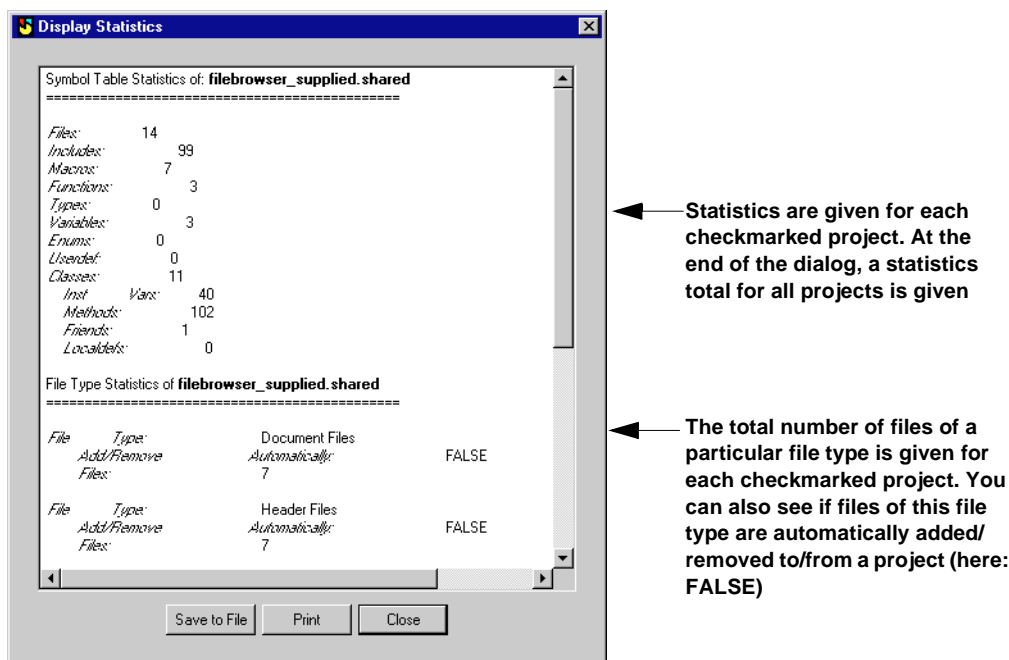 Display Statistics
Symbol Table Statistics of: filebrowser_supplied.shared
==============================================
Files: 14
Includes: 99
Macros: 7
Functions: 3
Types: 0
Variables: 3
Enums: 0
Userdef: 0
Classes: 11
Inst Vars: 40
Methods: 102
Friends: 1
Localdefs: 0
File Type Statistics of filebrowser_supplied.shared
==============================================
File Type: Document Files
Add/Remove Automatically: FALSE
Files: 7
File Type: Header Files
Add/Remove Automatically: FALSE
Files: 7
Save to File
Print
Close
Statistics are given for each
checkmarked project. At the
end of the dialog, a statistics
total for all projects is given
The total number of files of a
particular file type is given for
each checkmarked project. You
can also see if files of this file
type are automatically added/
removed to/from a project (here:
FALSE)